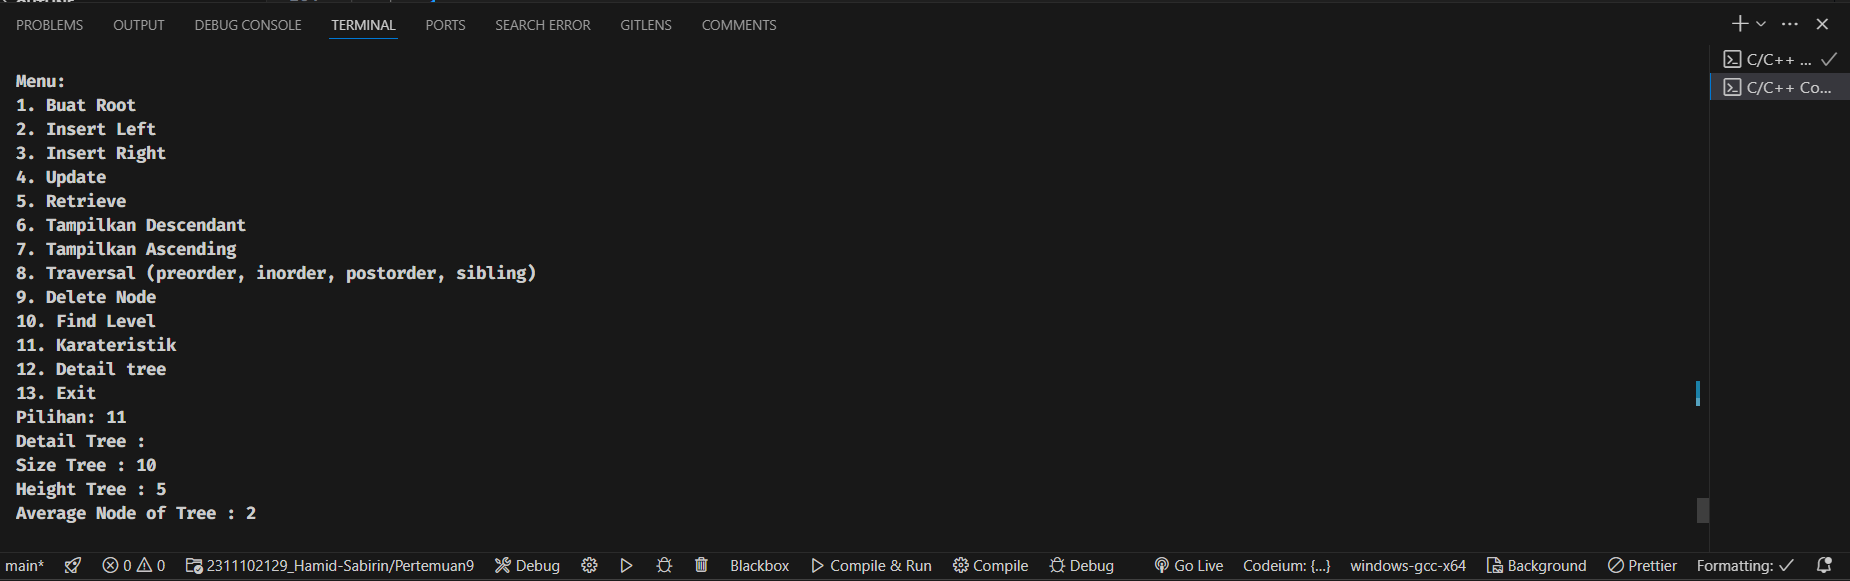 PROBLEMS OUTPUT DEBUG CONSOLE TERMINAL PORTS SEARCH ERROR GITLENS COMMENTS
C/C++ ...
C/C++ Co...
Menu:
1. Buat Root
2. Insert Left
3. Insert Right
4. Update
5. Retrieve
6. Tampilkan Descendant
7. Tampilkan Ascending
8. Traversal (preorder, inorder, postorder, sibling)
9. Delete Node
10. Find Level
11. Karateristik
12. Detail tree
13. Exit
Pilihan: 11
Detail Tree :
Size Tree : 10
Height Tree : 5
Average Node of Tree : 2
main* 0 0 2311102129_Hamid-Sabirin/Pertemuan9 Debug Blackbox Compile & Run Compile Debug Go Live Codeium: {...} windows-gcc-x64 Background Prettier Formatting: